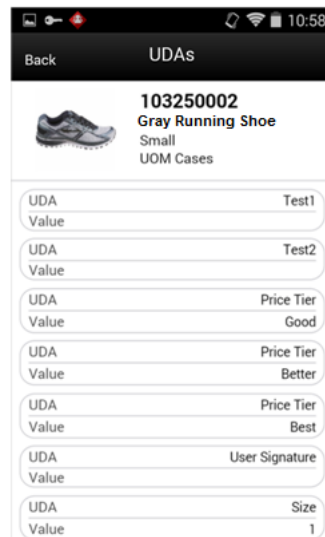 10:58
Back UDAs
103250002
Gray Running Shoe
Small
UOM Cases
UDA Test1
Value
UDA Test2
Value
UDA Price Tier
Value Good
UDA Price Tier
Value Better
UDA Price Tier
Value Best
UDA User Signature
Value
UDA Size
Value 1